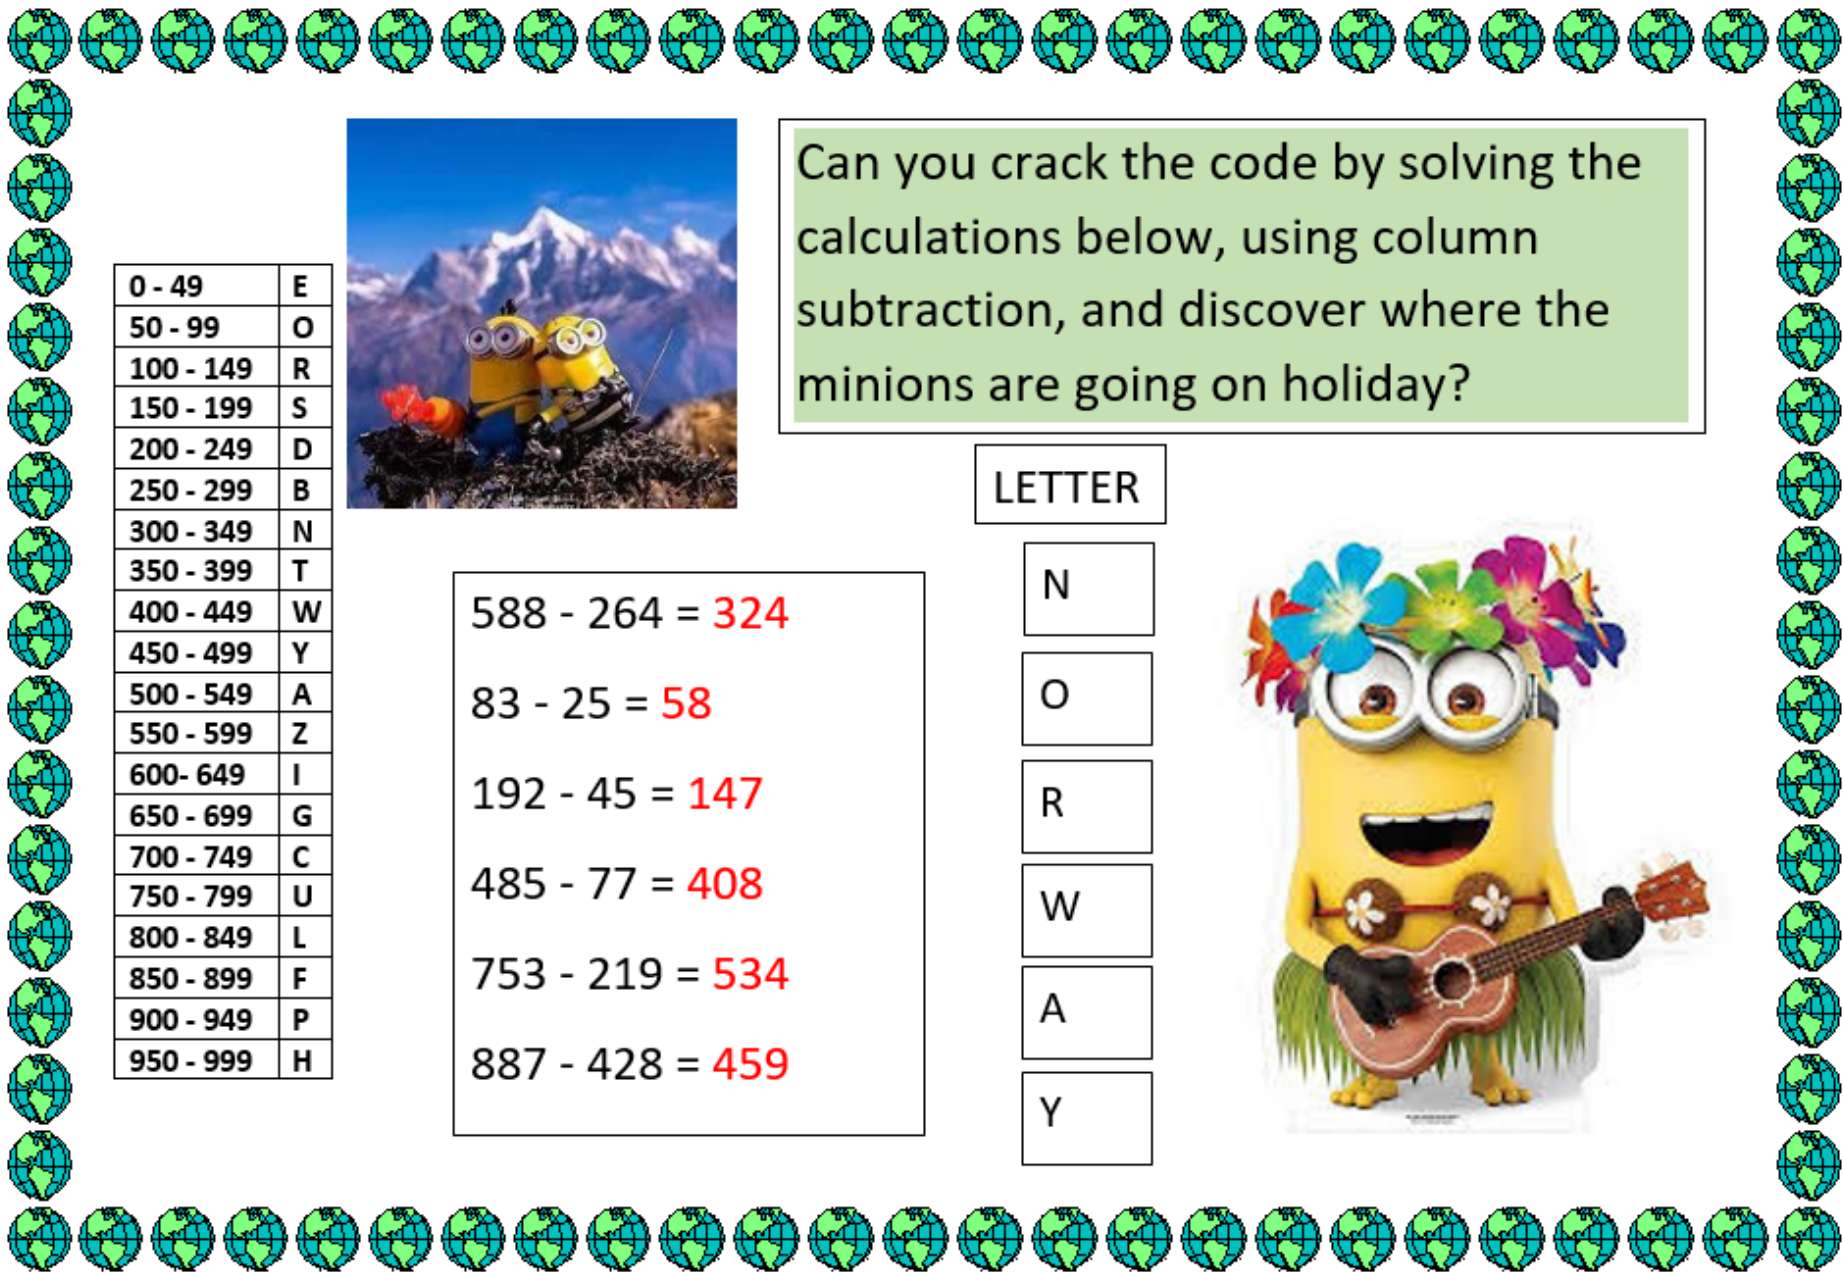 Can you crack the code by solving the
calculations below, using column
subtraction, and discover where the
minions are going on holiday?
0 - 49 E
50 - 99 O
100 - 149 R
150 - 199 S
200 - 249 D
250 - 299 B
300 - 349 N
350 - 399 T
400 - 449 W
450 - 499 Y
500 - 549 A
550 - 599 Z
600- 649 I
650 - 699 G
700 - 749 C
750 - 799 U
800 - 849 L
850 - 899 F
900 - 949 P
950 - 999 H
588 - 264 = 324
83 - 25 = 58
192 - 45 = 147
485 - 77 = 408
753 - 219 = 534
887 - 428 = 459
LETTER
N
O
R
W
A
Y